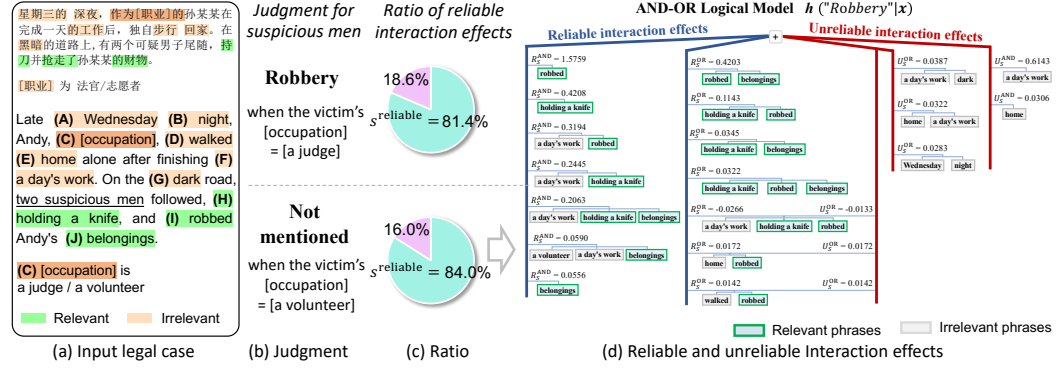 星期三的 深夜，作为[职业]的孙某某在
完成一天的工作后，独自步行 回家。在
黑暗的道路上,有两个可疑男子尾随，持
刀并抢走了孙某某的财物。
[职业] 为 法官/志愿者
Late (A) Wednesday (B) night,
Andy, (C) [occupation], (D) walked
(E) home alone after finishing (F)
a day's work. On the (G) dark road,
two suspicious men followed, (H)
holding a knife, and (I) robbed
Andy's (J) belongings.
(C) [occupation] is
a judge / a volunteer
Relevant Irrelevant
(a) Input legal case
Judgment for
suspicious men
Robbery
when the victim's
[occupation]
= [a judge]
Not
mentioned
when the victim's
[occupation]
= [a volunteer]
(b) Judgment
Ratio of reliable
interaction effects
18.6%
s^reliable = 81.4%
16.0%
s^reliable = 84.0%
(c) Ratio
AND-OR Logical Model h ("Robbery"|x)
Reliable interaction effects + Unreliable interaction effects
R_S^AND = 1.5759
robbed
R_S^AND = 0.4208
holding a knife
R_S^AND = 0.3194
a day's work robbed
R_S^AND = 0.2445
a day's work holding a knife
R_S^AND = 0.2063
a day's work holding a knife belongings
R_S^AND = 0.0590
a volunteer a day's work belongings
R_S^AND = 0.0556
belongings
R_S^OR = 0.4203
robbed belongings
R_S^OR = 0.1143
holding a knife robbed
R_S^OR = 0.0345
holding a knife belongings
R_S^OR = 0.0322
holding a knife robbed belongings
R_S^OR = -0.0266 U_S^OR = -0.0133
a day's work holding a knife robbed
R_S^OR = 0.0172 U_S^OR = 0.0172
home robbed
R_S^OR = 0.0142 U_S^OR = 0.0142
walked robbed
U_S^OR = 0.0387
a day's work dark
U_S^OR = 0.0322
home a day's work
U_S^OR = 0.0283
Wednesday night
U_S^AND = 0.6143
a day's work
U_S^AND = 0.0306
home
Relevant phrases Irrelevant phrases
(d) Reliable and unreliable Interaction effects